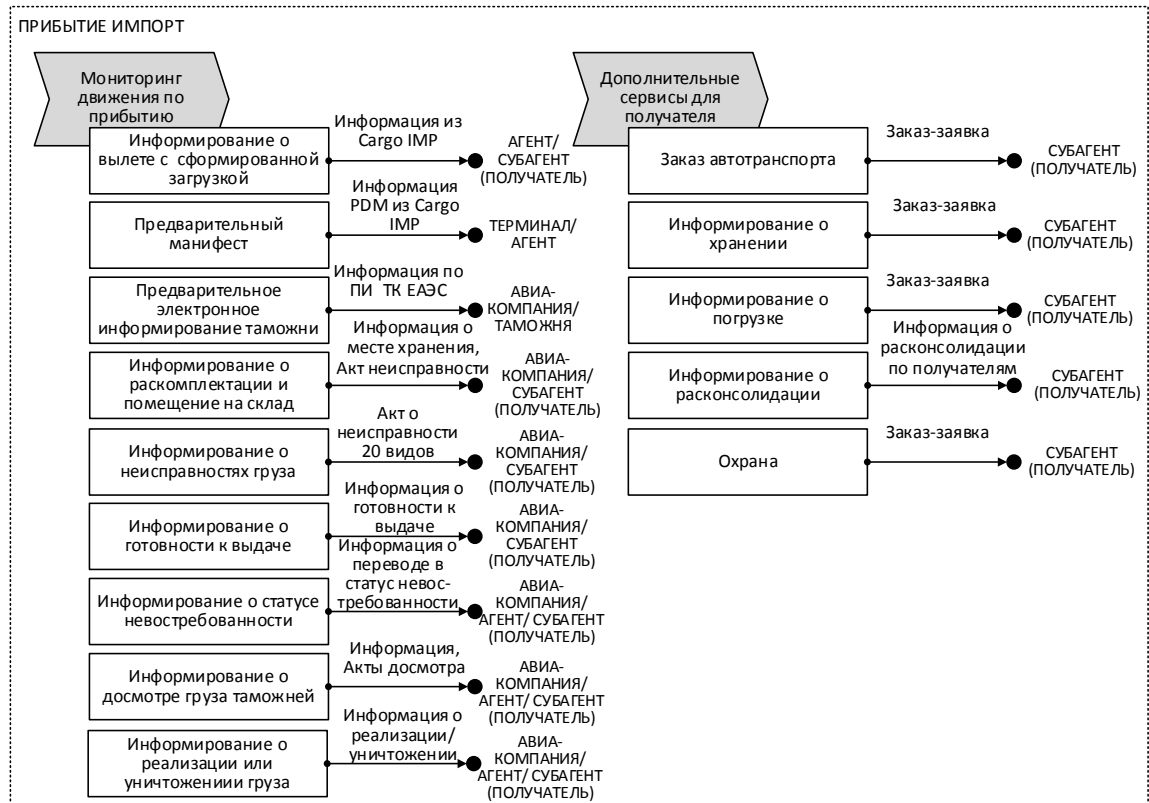 ПРИБЫТИЕ ИМПОРТ
Мониторинг
движения по
прибытию
Информирование о
вылете с сформированной
загрузкой
Информация из
Cargo IMP
АГЕНТ/
СУБАГЕНТ
(ПОЛУЧАТЕЛЬ)
Предварительный
манифест
Информация
PDM из Cargo
IMP
ТЕРМИНАЛ/
АГЕНТ
Предварительное
электронное
информирование таможни
Информация по
ПИ ТК ЕАЭС
АВИА-
КОМПАНИЯ/
ТАМОЖНЯ
Информирование о
раскомплектации и
помещение на склад
Информация о
месте хранения,
Акт неисправности
АВИА-
КОМПАНИЯ/
СУБАГЕНТ
(ПОЛУЧАТЕЛЬ)
Информирование о
неисправностях груза
Акт о
неисправности
20 видов
АВИА-
КОМПАНИЯ/
СУБАГЕНТ
(ПОЛУЧАТЕЛЬ)
Информирование о
готовности к выдаче
Информация о
готовности к
выдаче
АВИА-
КОМПАНИЯ/
СУБАГЕНТ
(ПОЛУЧАТЕЛЬ)
Информирование о статусе
невостребованности
Информация о
переводе в
статус невос-
требованности
АВИА-
КОМПАНИЯ/
АГЕНТ/ СУБАГЕНТ
(ПОЛУЧАТЕЛЬ)
Информирование о
досмотре груза таможней
Информация,
Акты досмотра
АВИА-
КОМПАНИЯ/
АГЕНТ/ СУБАГЕНТ
(ПОЛУЧАТЕЛЬ)
Информирование о
реализации или
уничтожениии груза
Информация о
реализации/
уничтожении
АВИА-
КОМПАНИЯ/
АГЕНТ/ СУБАГЕНТ
(ПОЛУЧАТЕЛЬ)
Дополнительные
сервисы для
получателя
Заказ автотранспорта
Заказ-заявка
СУБАГЕНТ
(ПОЛУЧАТЕЛЬ)
Информирование о
хранении
Заказ-заявка
СУБАГЕНТ
(ПОЛУЧАТЕЛЬ)
Информирование о
погрузке
Заказ-заявка
СУБАГЕНТ
(ПОЛУЧАТЕЛЬ)
Информирование о
расконсолидации
Информация о
расконсолидации
по получателям
СУБАГЕНТ
(ПОЛУЧАТЕЛЬ)
Охрана
Заказ-заявка
СУБАГЕНТ
(ПОЛУЧАТЕЛЬ)